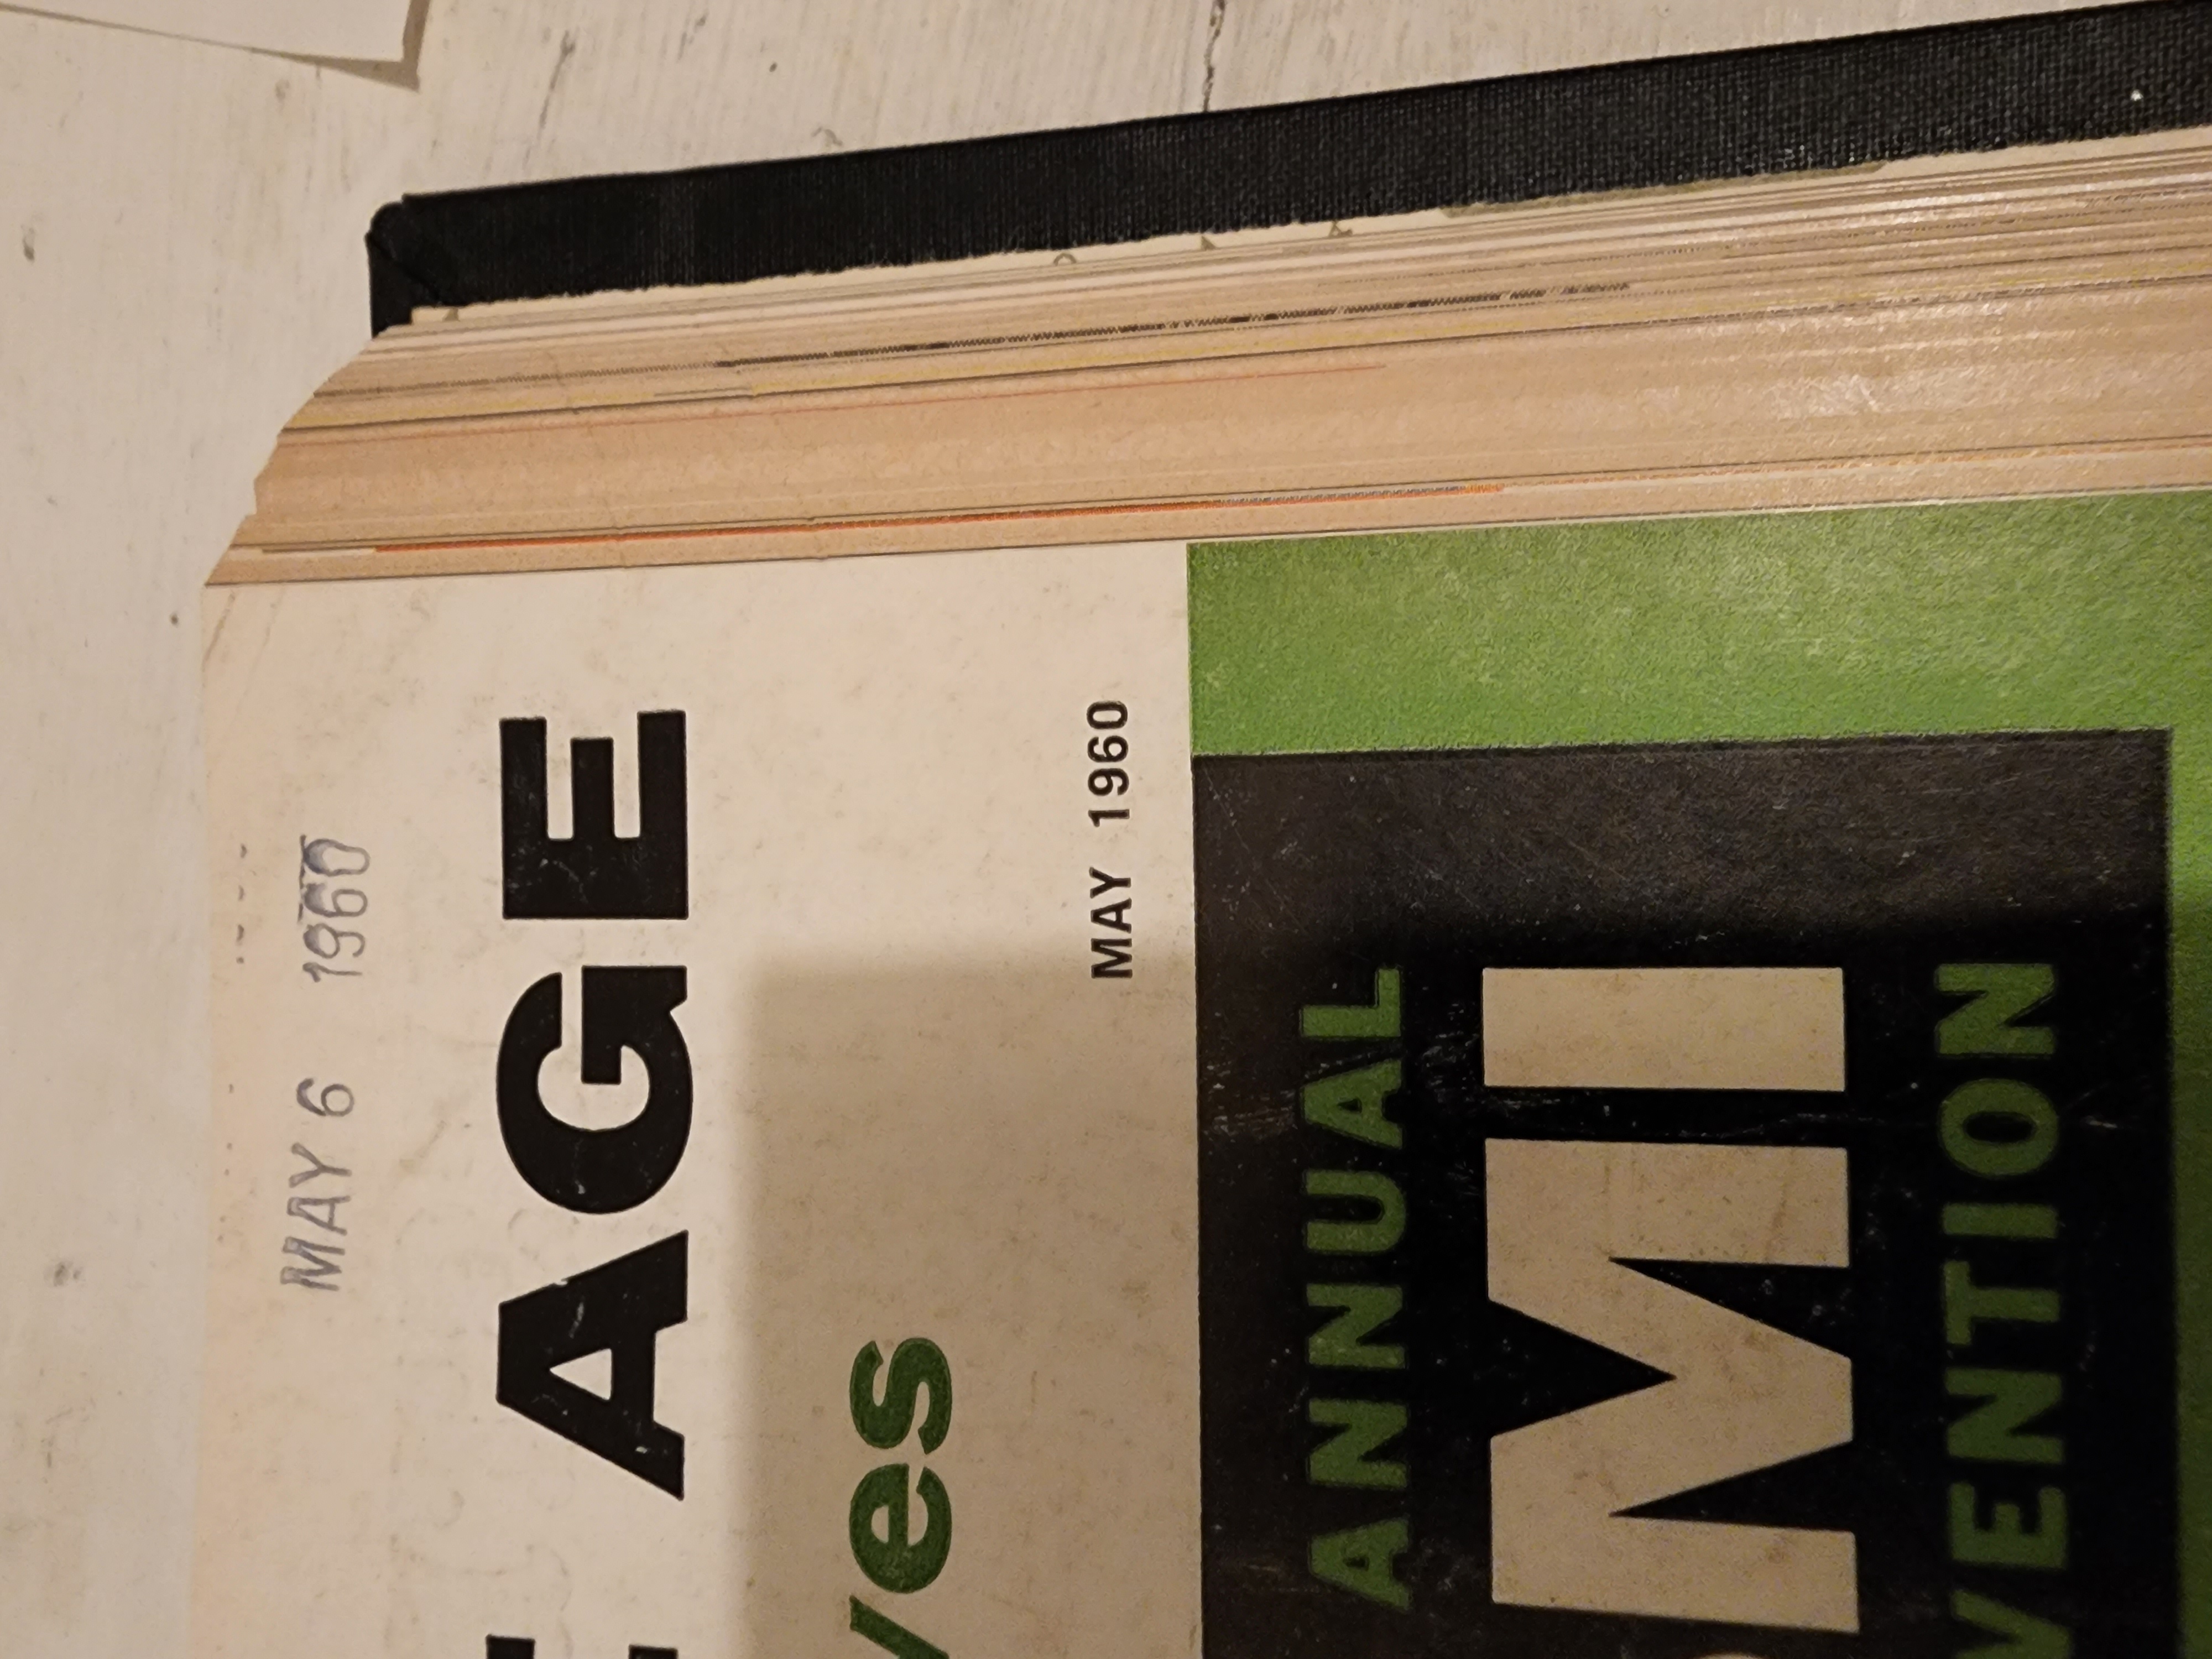 MAY 6 1960
AGE
ves
MAY 1960
ANNUAL
MI
VENTION